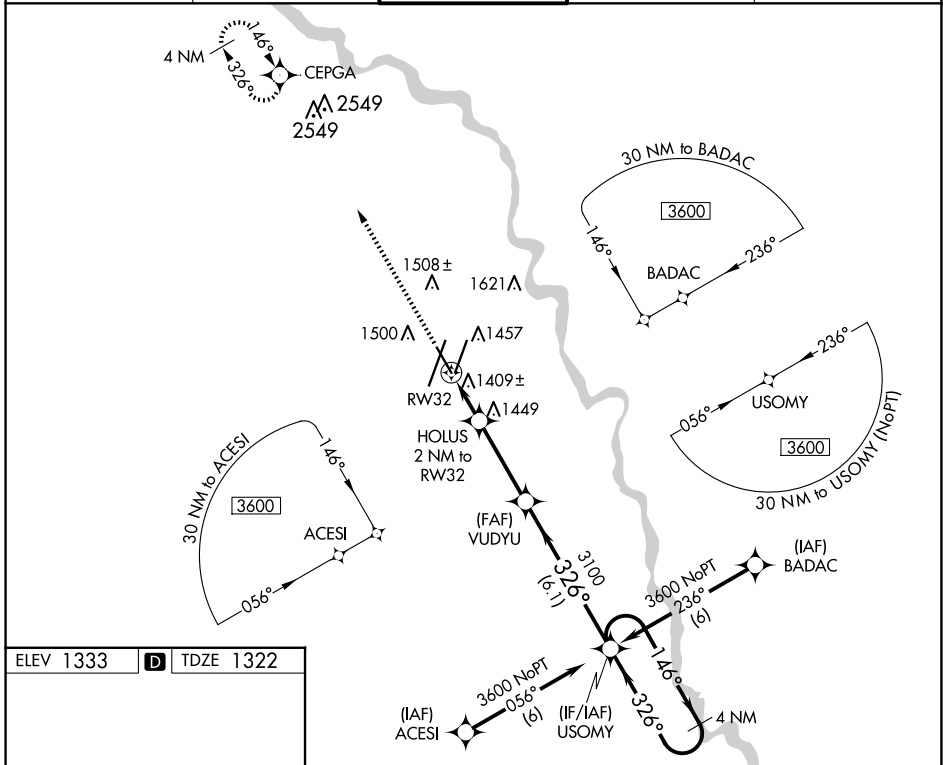 146°
4 NM
326°
CEPGA
2549
2549
30 NM to BADAC
3600
146°
236°
BADAC
1508±
1621
1500
1457
RW32
1409±
1449
HOLUS
2 NM to
RW32
236°
USOMY
056°
3600
30 NM to USOMY (NoPT)
30 NM to ACESI
146°
3600
ACESI
056°
(FAF)
VUDYU
3100
326°
(6.1)
(IAF)
BADAC
3600 NoPT
236°
(6)
146°
326°
4 NM
3600 NoPT
056°
(6)
(IAF)
ACESI
(IF/IAF)
USOMY
ELEV 1333 D TDZE 1322